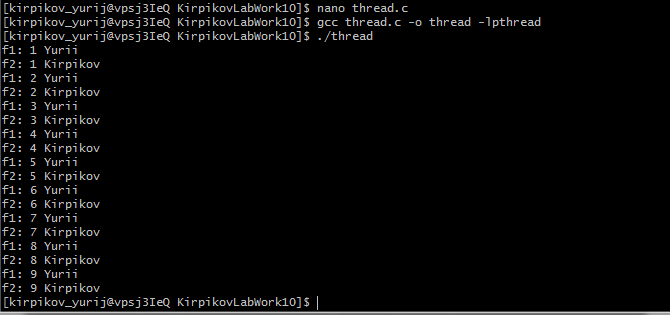 [kirpikov_yurij@vpsj3IeQ KirpikovLabWork10]$ nano thread.c
[kirpikov_yurij@vpsj3IeQ KirpikovLabWork10]$ gcc thread.c -o thread -lpthread
[kirpikov_yurij@vpsj3IeQ KirpikovLabWork10]$ ./thread
f1: 1 Yurii
f2: 1 Kirpikov
f1: 2 Yurii
f2: 2 Kirpikov
f1: 3 Yurii
f2: 3 Kirpikov
f1: 4 Yurii
f2: 4 Kirpikov
f1: 5 Yurii
f2: 5 Kirpikov
f1: 6 Yurii
f2: 6 Kirpikov
f1: 7 Yurii
f2: 7 Kirpikov
f1: 8 Yurii
f2: 8 Kirpikov
f1: 9 Yurii
f2: 9 Kirpikov
[kirpikov_yurij@vpsj3IeQ KirpikovLabWork10]$